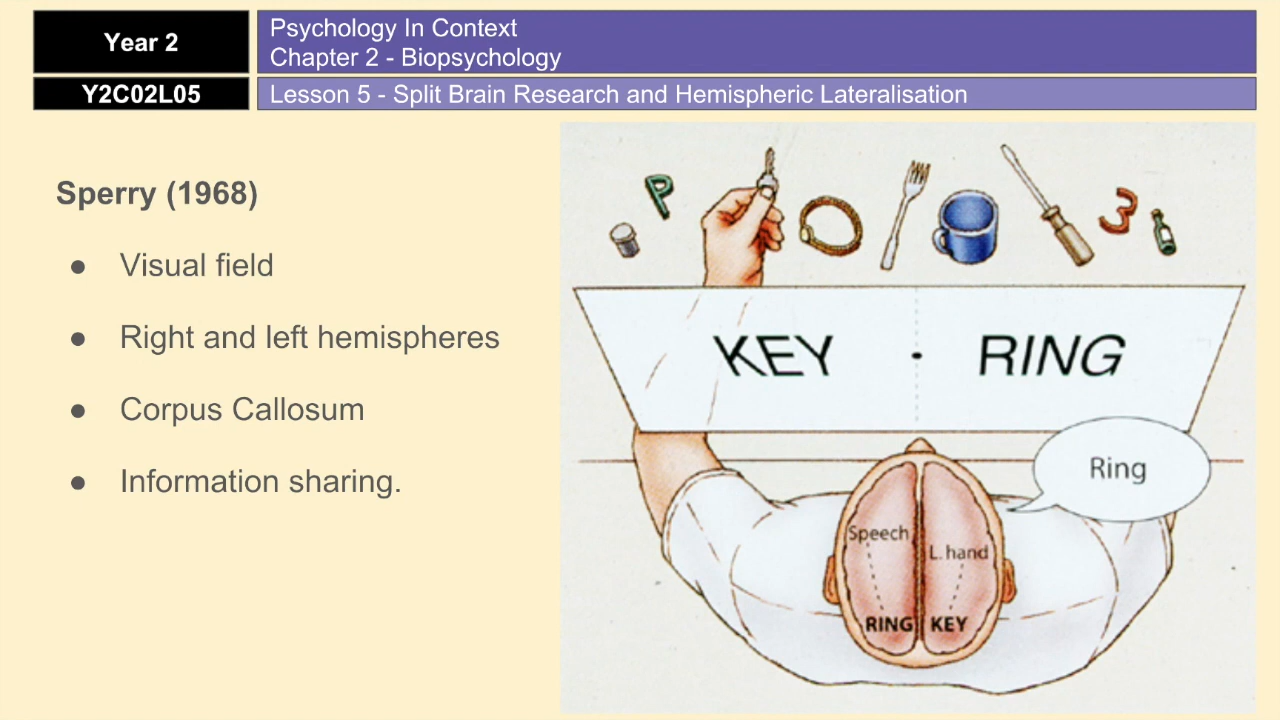 Year 2
Psychology In Context
Chapter 2 - Biopsychology
Y2C02L05
Lesson 5 - Split Brain Research and Hemispheric Lateralisation
Sperry (1968)
● Visual field
● Right and left hemispheres
● Corpus Callosum
● Information sharing.
P
3
KEY • RING
Ring
Speech
L. hand
RING KEY